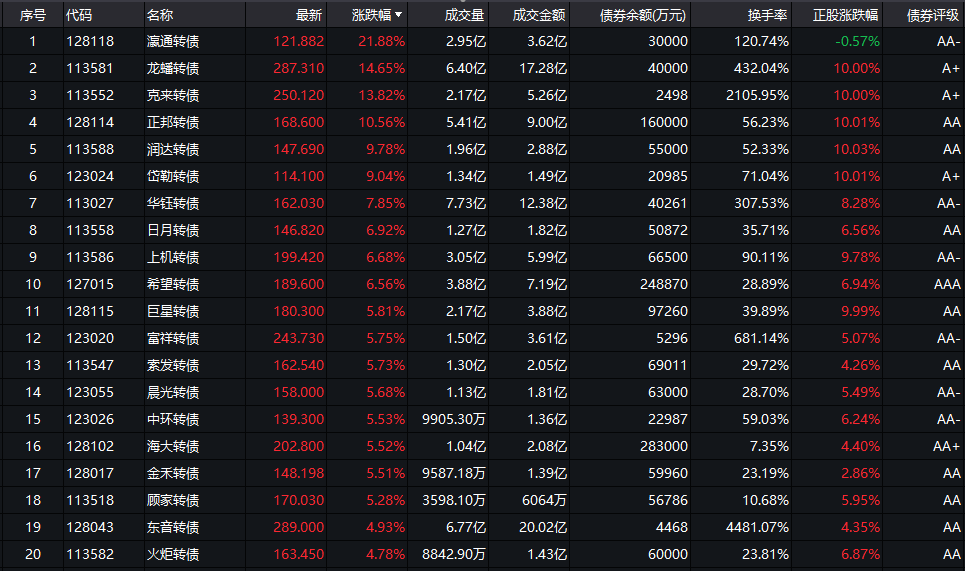 序号 代码 名称 最新 涨跌幅 成交量 成交金额 债券余额(万元) 换手率 正股涨跌幅 债券评级
1 128118 瀛通转债 121.882 21.88% 2.95亿 3.62亿 30000 120.74% -0.57% AA-
2 113581 龙蟠转债 287.310 14.65% 6.40亿 17.28亿 40000 432.04% 10.00% A+
3 113552 克来转债 250.120 13.82% 2.17亿 5.26亿 2498 2105.95% 10.00% A+
4 128114 正邦转债 168.600 10.56% 5.41亿 9.00亿 160000 56.23% 10.01% AA
5 113588 润达转债 147.690 9.78% 1.96亿 2.88亿 55000 52.33% 10.03% AA
6 123024 岱勒转债 114.100 9.04% 1.34亿 1.49亿 20985 71.04% 10.01% A+
7 113027 华钰转债 162.030 7.85% 7.73亿 12.38亿 40261 307.53% 8.28% AA-
8 113558 日月转债 146.820 6.92% 1.27亿 1.82亿 50872 35.71% 6.56% AA
9 113586 上机转债 199.420 6.68% 3.05亿 5.99亿 66500 90.11% 9.78% AA-
10 127015 希望转债 189.600 6.56% 3.88亿 7.19亿 248870 28.89% 6.94% AAA
11 128115 巨星转债 180.300 5.81% 2.17亿 3.88亿 97260 39.89% 9.99% AA
12 123020 富祥转债 243.730 5.75% 1.50亿 3.61亿 5296 681.14% 5.07% AA-
13 113547 索发转债 162.540 5.73% 1.30亿 2.05亿 69011 29.72% 4.26% AA
14 123055 晨光转债 158.000 5.68% 1.13亿 1.81亿 63000 28.70% 5.49% AA-
15 123026 中环转债 139.300 5.53% 9905.30万 1.36亿 22987 59.03% 6.24% AA-
16 128102 海大转债 202.800 5.52% 1.04亿 2.08亿 283000 7.35% 4.40% AA+
17 128017 金禾转债 148.198 5.51% 9587.18万 1.39亿 59960 23.19% 2.86% AA
18 113518 顾家转债 170.030 5.28% 3598.10万 6064万 56786 10.68% 5.95% AA
19 128043 东音转债 289.000 4.93% 6.77亿 20.02亿 4468 4481.07% 4.35% AA
20 113582 火炬转债 163.450 4.78% 8842.90万 1.43亿 60000 23.81% 6.87% AA